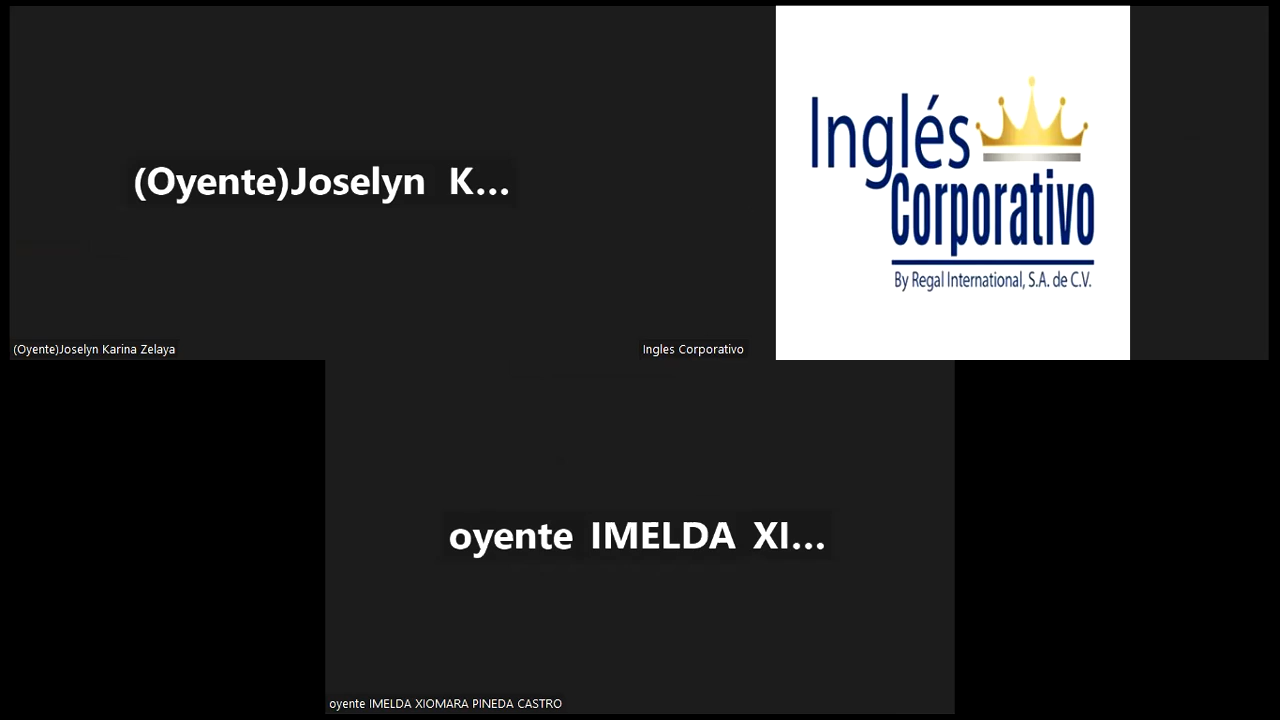 (Oyente)Joselyn K...
(Oyente)Joselyn Karina Zelaya
Inglés
Corporativo
By Regal International, S.A. de C.V.
Ingles Corporativo
oyente IMELDA XI...
oyente IMELDA XIOMARA PINEDA CASTRO